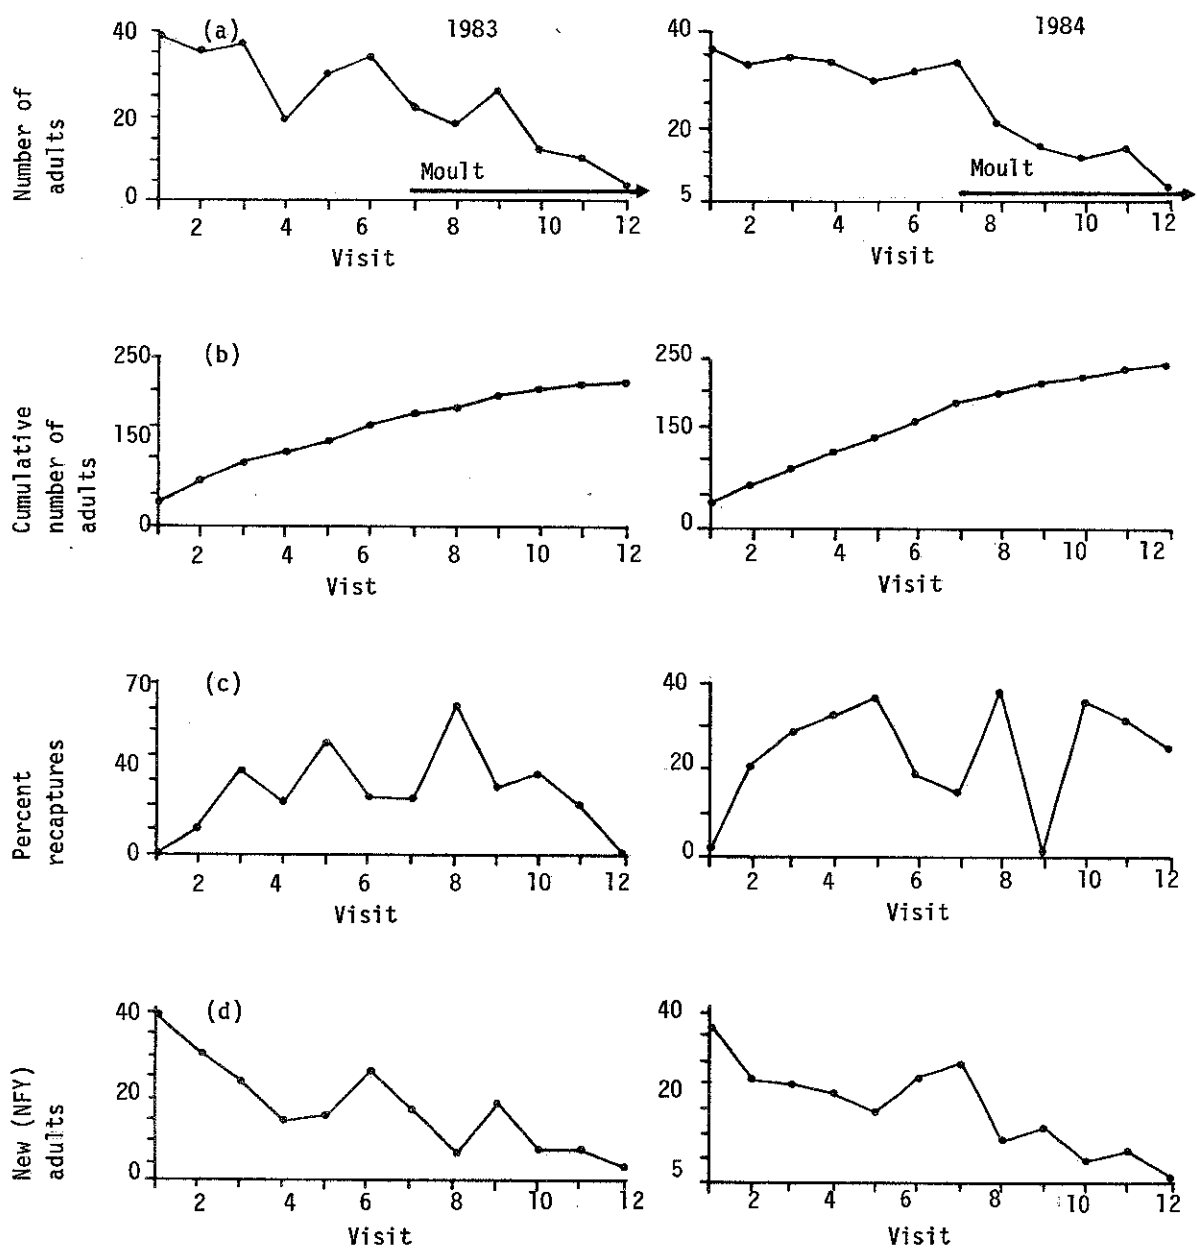 (a) 1983 1984
Number of
adults
40
20
0
Moult
2 4 6 8 10 12
Visit
40
20
5
Moult
2 4 6 8 10 12
Visit
(b)
Cumulative
number of
adults
250
150
0
2 4 6 8 10 12
Vist
250
150
0
2 4 6 8 10 12
Visit
(c)
Percent
recaptures
70
40
0
2 4 6 8 10 12
Visit
40
20
0
2 4 6 8 10 12
Visit
(d)
New (NFY)
adults
40
20
0
2 4 6 8 10 12
Visit
40
20
5
2 4 6 8 10 12
Visit